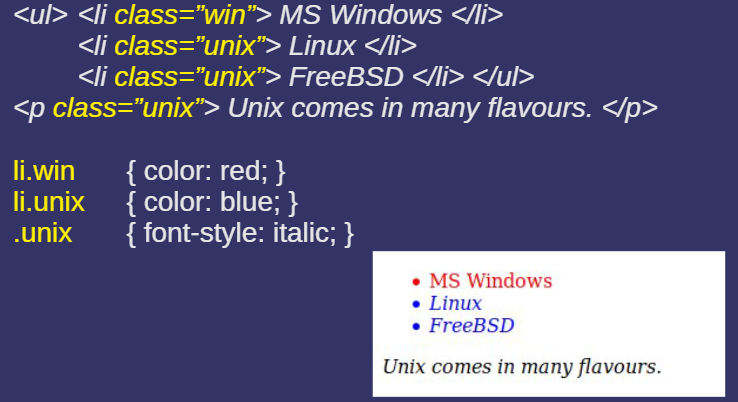 <ul> <li class=”win”> MS Windows </li>
<li class=”unix”> Linux </li>
<li class=”unix”> FreeBSD </li> </ul>
<p class=”unix”> Unix comes in many flavours. </p>
li.win { color: red; }
li.unix { color: blue; }
.unix { font-style: italic; }
• MS Windows
• Linux
• FreeBSD
Unix comes in many flavours.